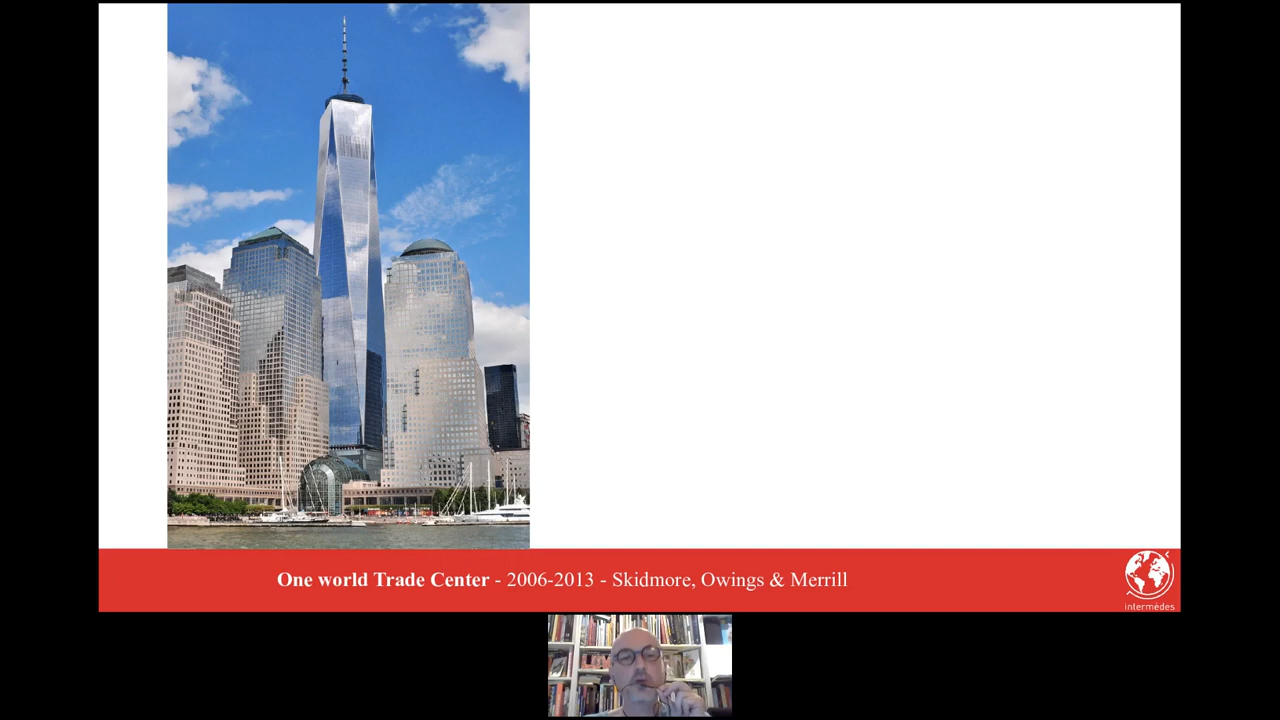 One world Trade Center - 2006-2013 - Skidmore, Owings & Merrill
intermèdes